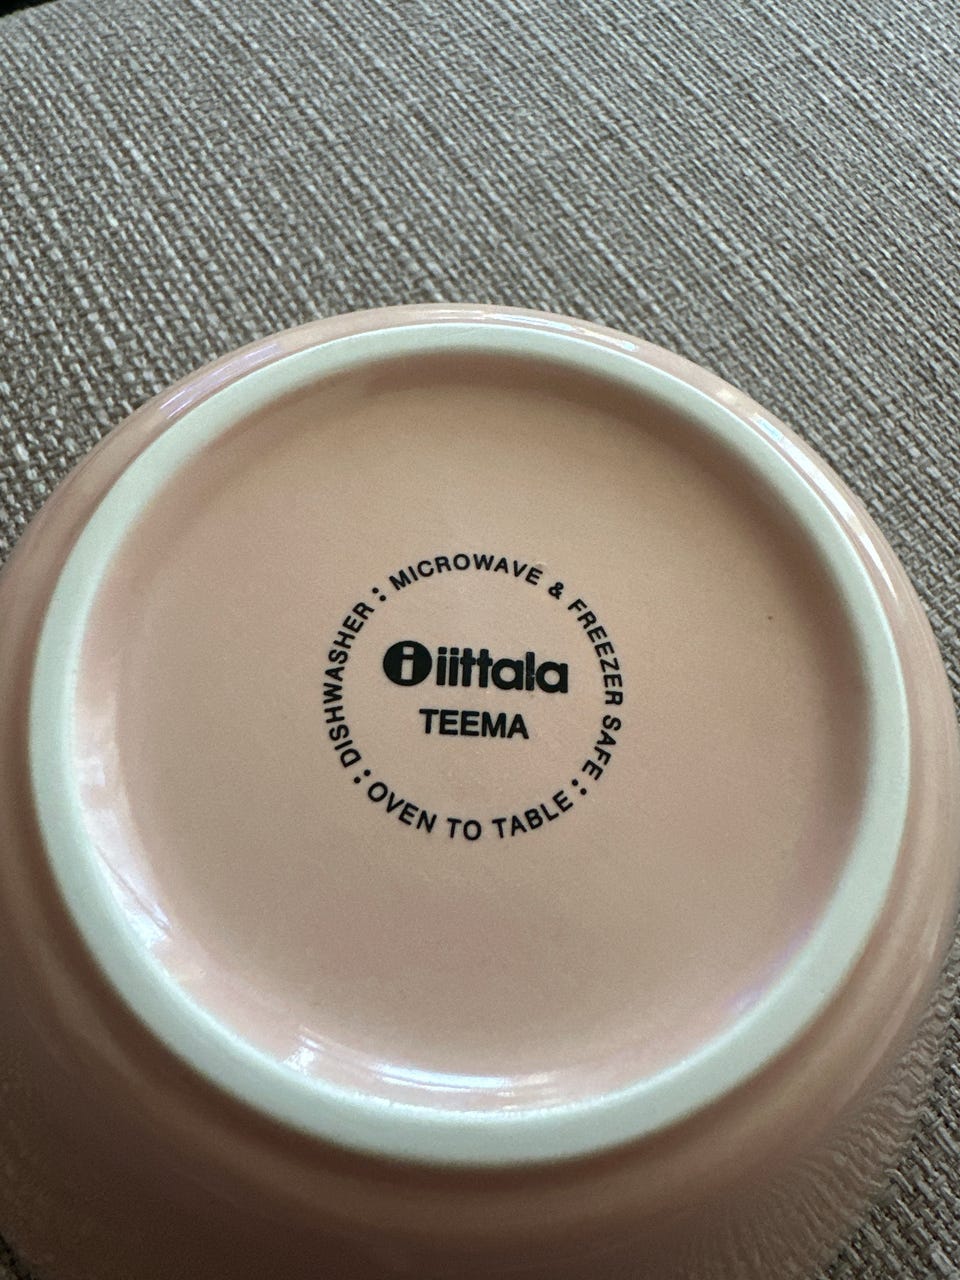 MICROWAVE & FREEZER SAFE :
OVEN TO TABLE :
DISHWASHER :
i iittala
TEEMA